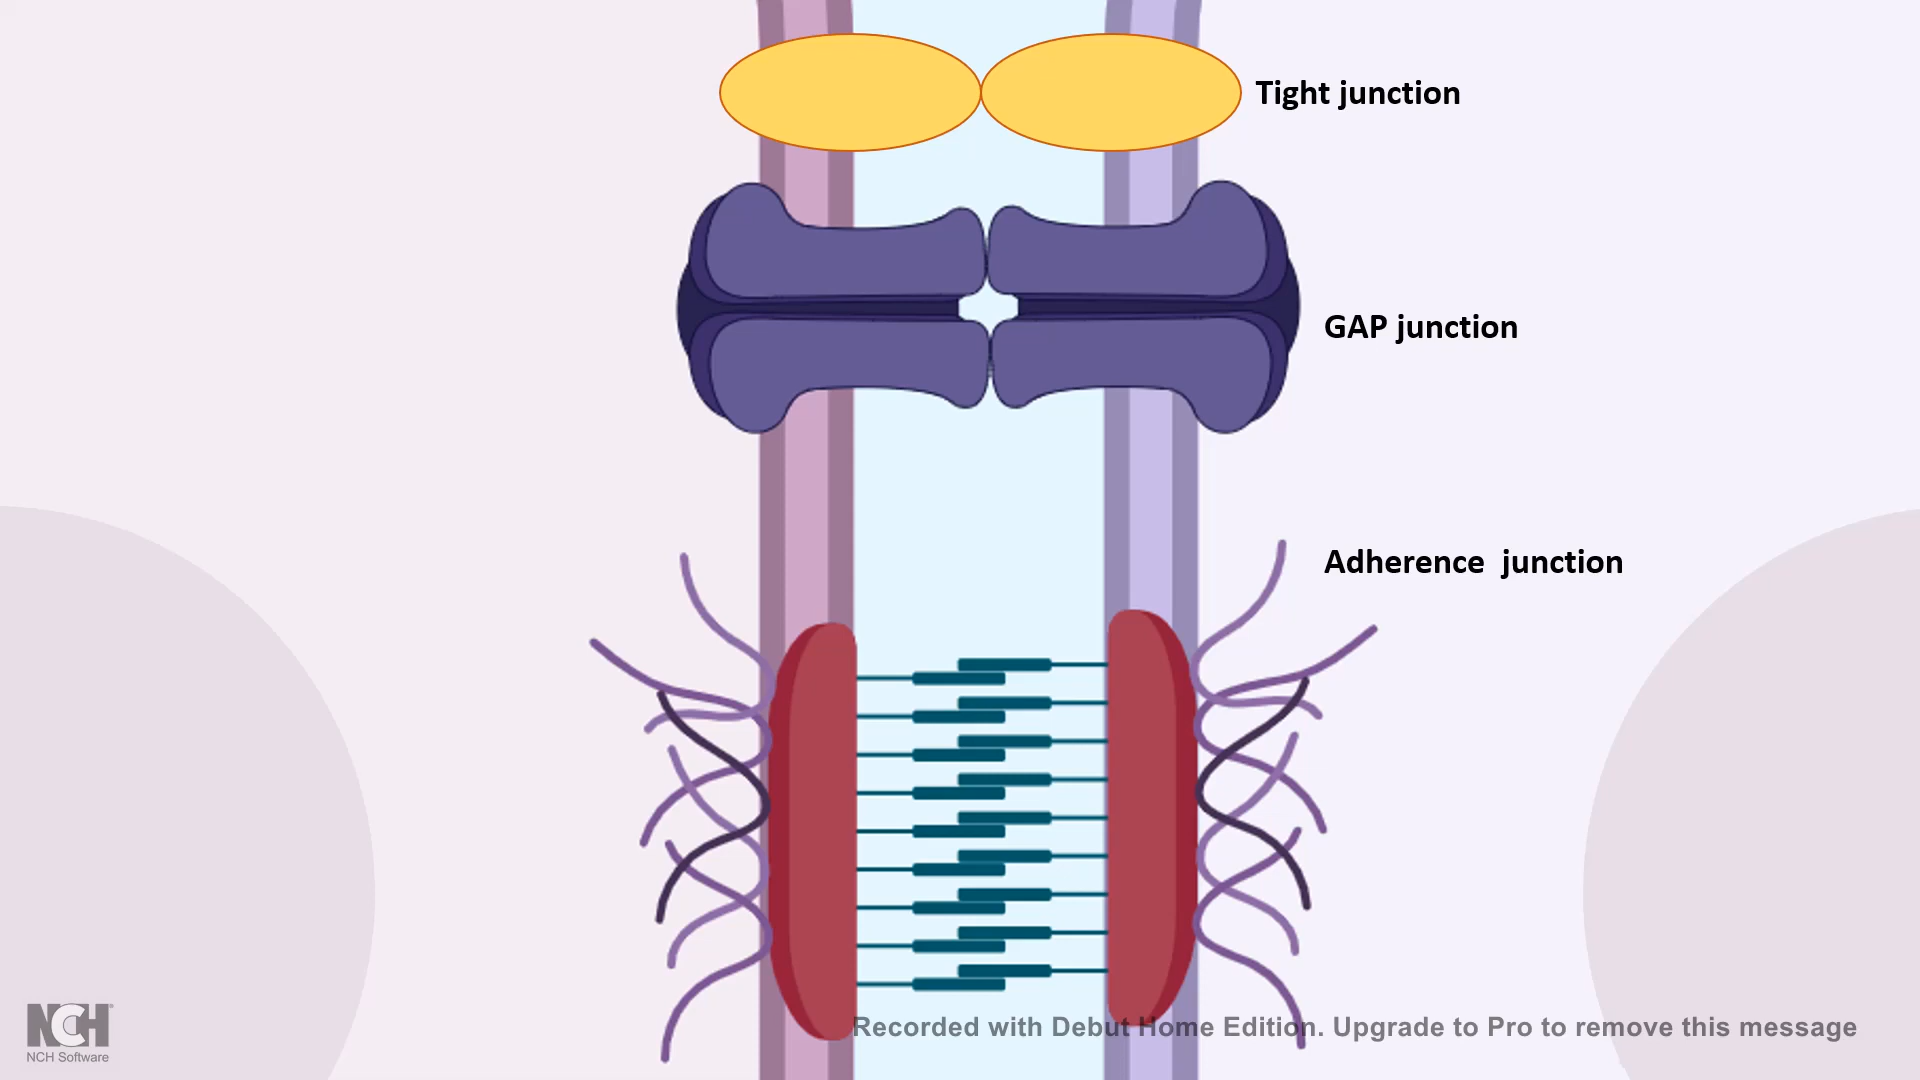 Tight junction
GAP junction
Adherence  junction
NCH
NCH Software
Recorded with Debut Home Edition. Upgrade to Pro to remove this message